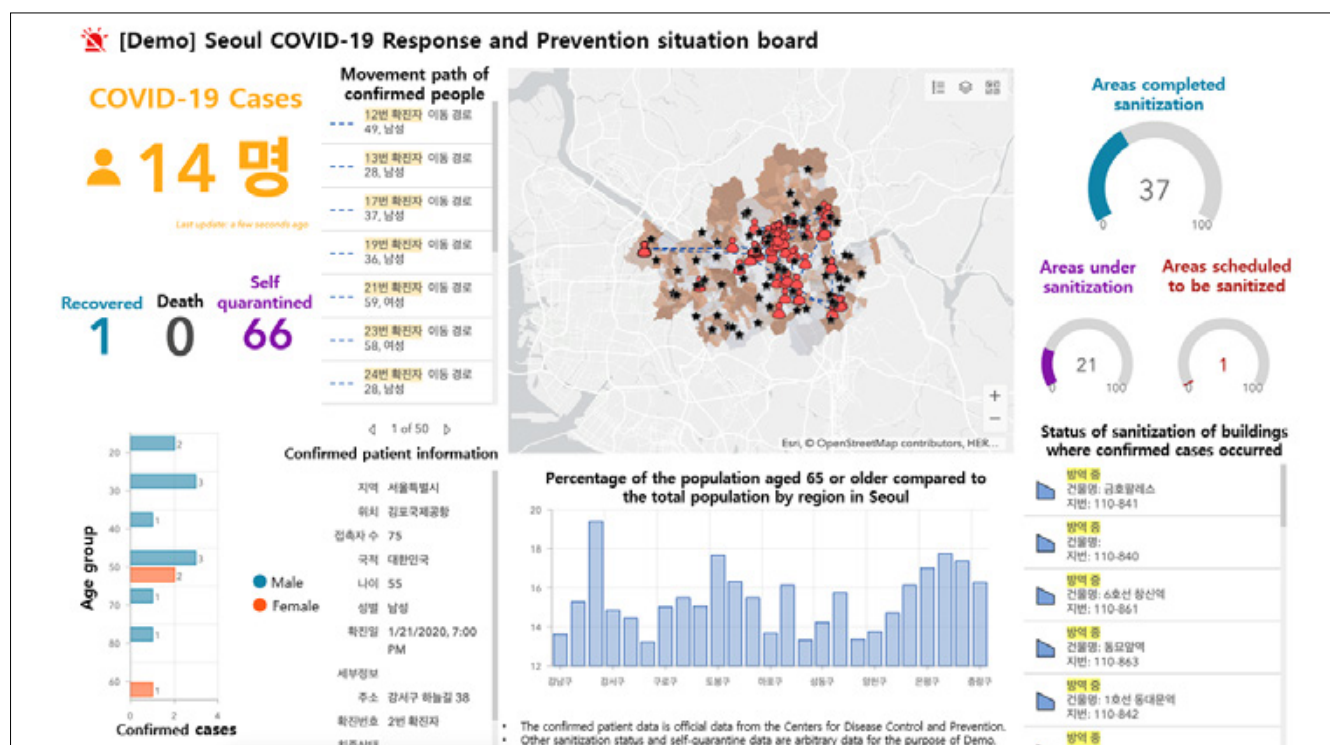 [Demo] Seoul COVID-19 Response and Prevention situation board
COVID-19 Cases
14 명
Last update: a few seconds ago
Recovered
1
Death
0
Self
quarantined
66
Movement path of
confirmed people
12번 확진자 이동 경로
49, 남성
13번 확진자 이동 경로
28, 남성
17번 확진자 이동 경로
37, 남성
19번 확진자 이동 경로
36, 남성
21번 확진자 이동 경로
59, 여성
23번 확진자 이동 경로
58, 여성
24번 확진자 이동 경로
28, 남성
Esri, © OpenStreetMap contributors, HER...
+
−
Areas completed
sanitization
37
0
100
Areas under
sanitization
21
0
100
Areas scheduled
to be sanitized
1
0
100
Age group
20
30
40
50
70
80
60
2
3
1
3
2
1
1
1
0 2 4
Confirmed cases
Male
Female
1 of 50
Confirmed patient information
지역 서울특별시
위치 김포국제공항
접촉자 수 75
국적 대한민국
나이 55
성별 남성
확진일 1/21/2020, 7:00
PM
세부정보
주소 강서구 하늘길 38
확진번호 2번 확진자
Percentage of the population aged 65 or older compared to
the total population by region in Seoul
20
18
16
14
12
강남구 강서구 구로구 도봉구 마포구 성동구 양천구 은평구 중랑구
The confirmed patient data is official data from the Centers for Disease Control and Prevention.
Other sanitization status and self-quarantine data are arbitrary data for the purpose of Demo.
Status of sanitization of buildings
where confirmed cases occurred
방역 중
건물명: 금호팔레스
지번: 110-841
방역 중
건물명:
지번: 110-840
방역 중
건물명: 6호선 창신역
지번: 110-861
방역 중
건물명: 동묘앞역
지번: 110-863
방역 중
건물명: 1호선 동대문역
지번: 110-842
방역 중